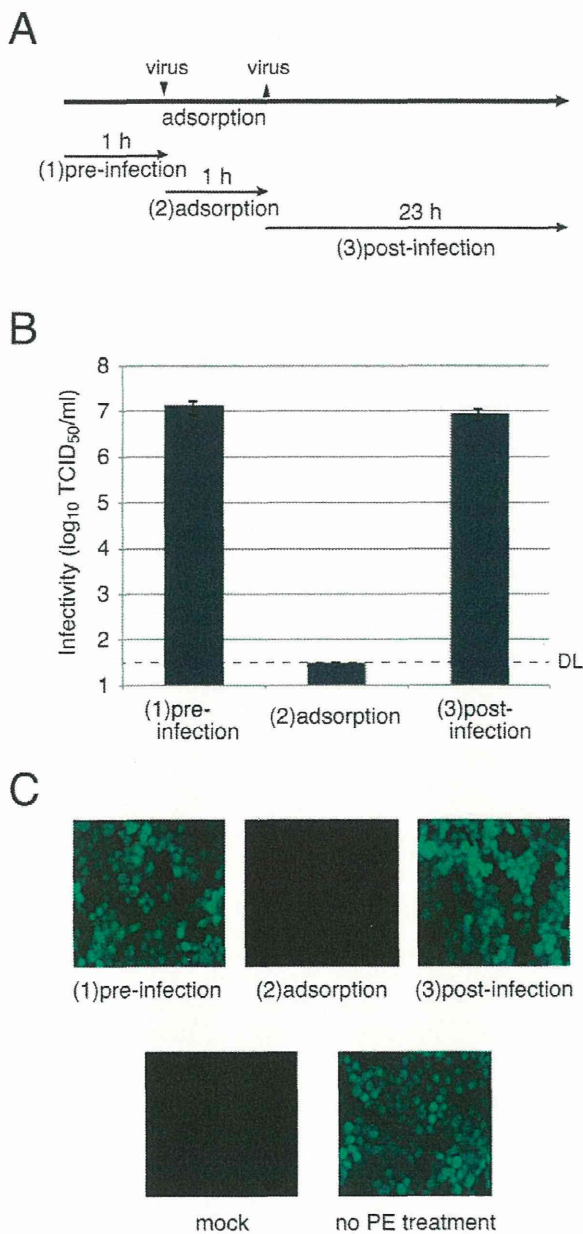 A
virus virus
adsorption
1 h
(1)pre-infection
1 h
(2)adsorption
23 h
(3)post-infection
B
Infectivity (log10 TCID50/ml)
8
7
6
5
4
3
2
1
DL
(1)pre-
infection
(2)adsorption
(3)post-
infection
C
(1)pre-infection (2)adsorption (3)post-infection
mock no PE treatment